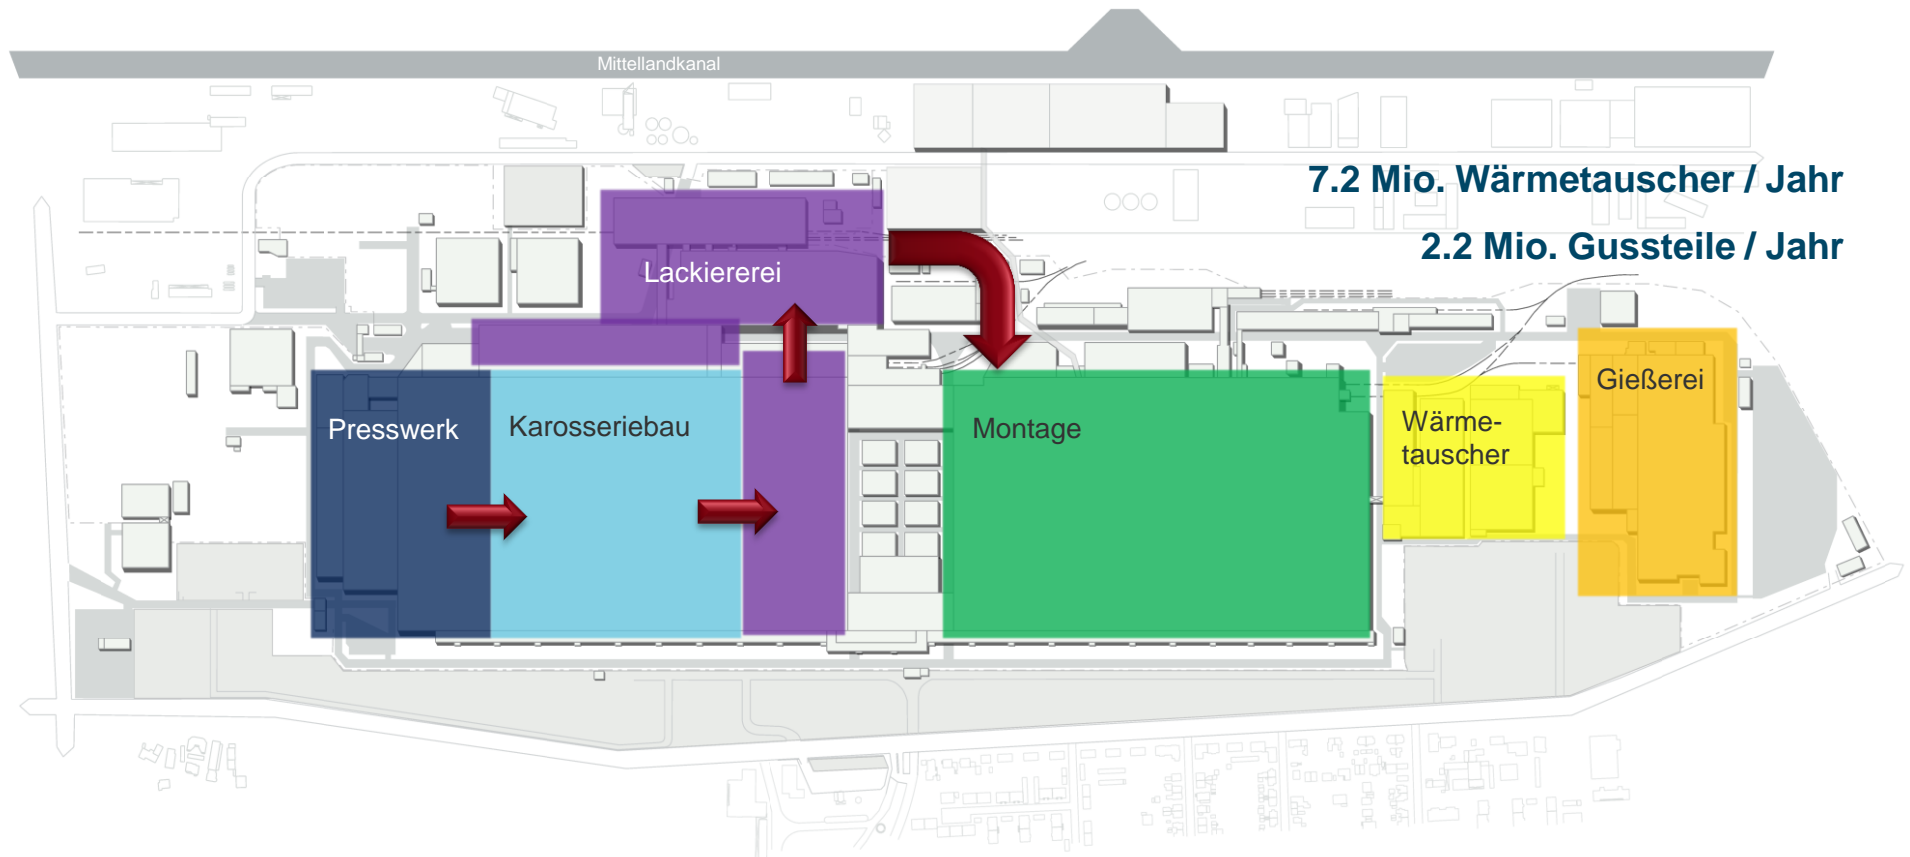 Mittellandkanal
7.2 Mio. Wärmetauscher / Jahr
2.2 Mio. Gussteile / Jahr
Lackiererei
Presswerk
Karosseriebau
Montage
Wärme-
tauscher
Gießerei